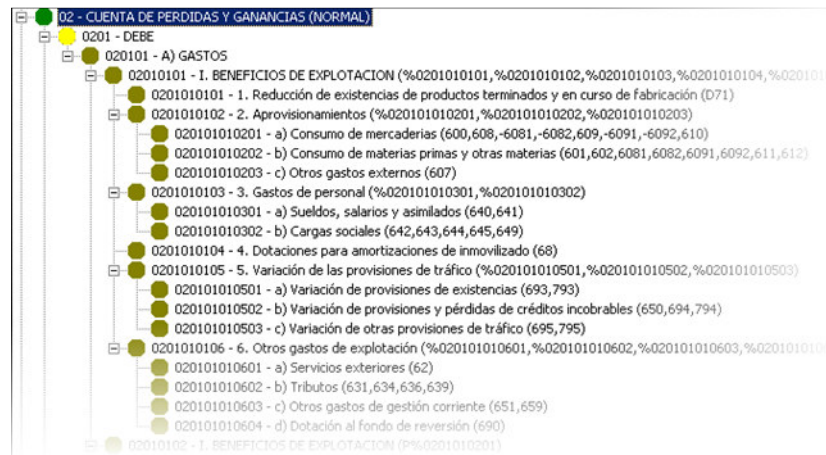 02 - CUENTA DE PERDIDAS Y GANANCIAS (NORMAL)
0201 - DEBE
020101 - A) GASTOS
02010101 - I. BENEFICIOS DE EXPLOTACION (%0201010101,%0201010102,%0201010103,%0201010104,%020101
0201010101 - 1. Reducción de existencias de productos terminados y en curso de fabricación (D71)
0201010102 - 2. Aprovisionamientos (%020101010201,%020101010202,%020101010203)
020101010201 - a) Consumo de mercaderias (600,608,-6081,-6082,609,-6091,-6092,610)
020101010202 - b) Consumo de materias primas y otras materias (601,602,6081,6082,6091,6092,611,612)
020101010203 - c) Otros gastos externos (607)
0201010103 - 3. Gastos de personal (%020101010301,%020101010302)
020101010301 - a) Sueldos, salarios y asimilados (640,641)
020101010302 - b) Cargas sociales (642,643,644,645,649)
0201010104 - 4. Dotaciones para amortizaciones de inmovilizado (68)
0201010105 - 5. Variación de las provisiones de tráfico (%020101010501,%020101010502,%020101010503)
020101010501 - a) Variación de provisiones de existencias (693,793)
020101010502 - b) Variación de provisiones y pérdidas de créditos incobrables (650,694,794)
020101010503 - c) Variación de otras provisiones de tráfico (695,795)
0201010106 - 6. Otros gastos de explotación (%020101010601,%020101010602,%020101010603,%0201010106
020101010601 - a) Servicios exteriores (62)
020101010602 - b) Tributos (631,634,636,639)
020101010603 - c) Otros gastos de gestión corriente (651,659)
020101010604 - d) Dotación al fondo de reversión (690)
02010102 - I. BENEFICIOS DE EXPLOTACION (P%0201010201)